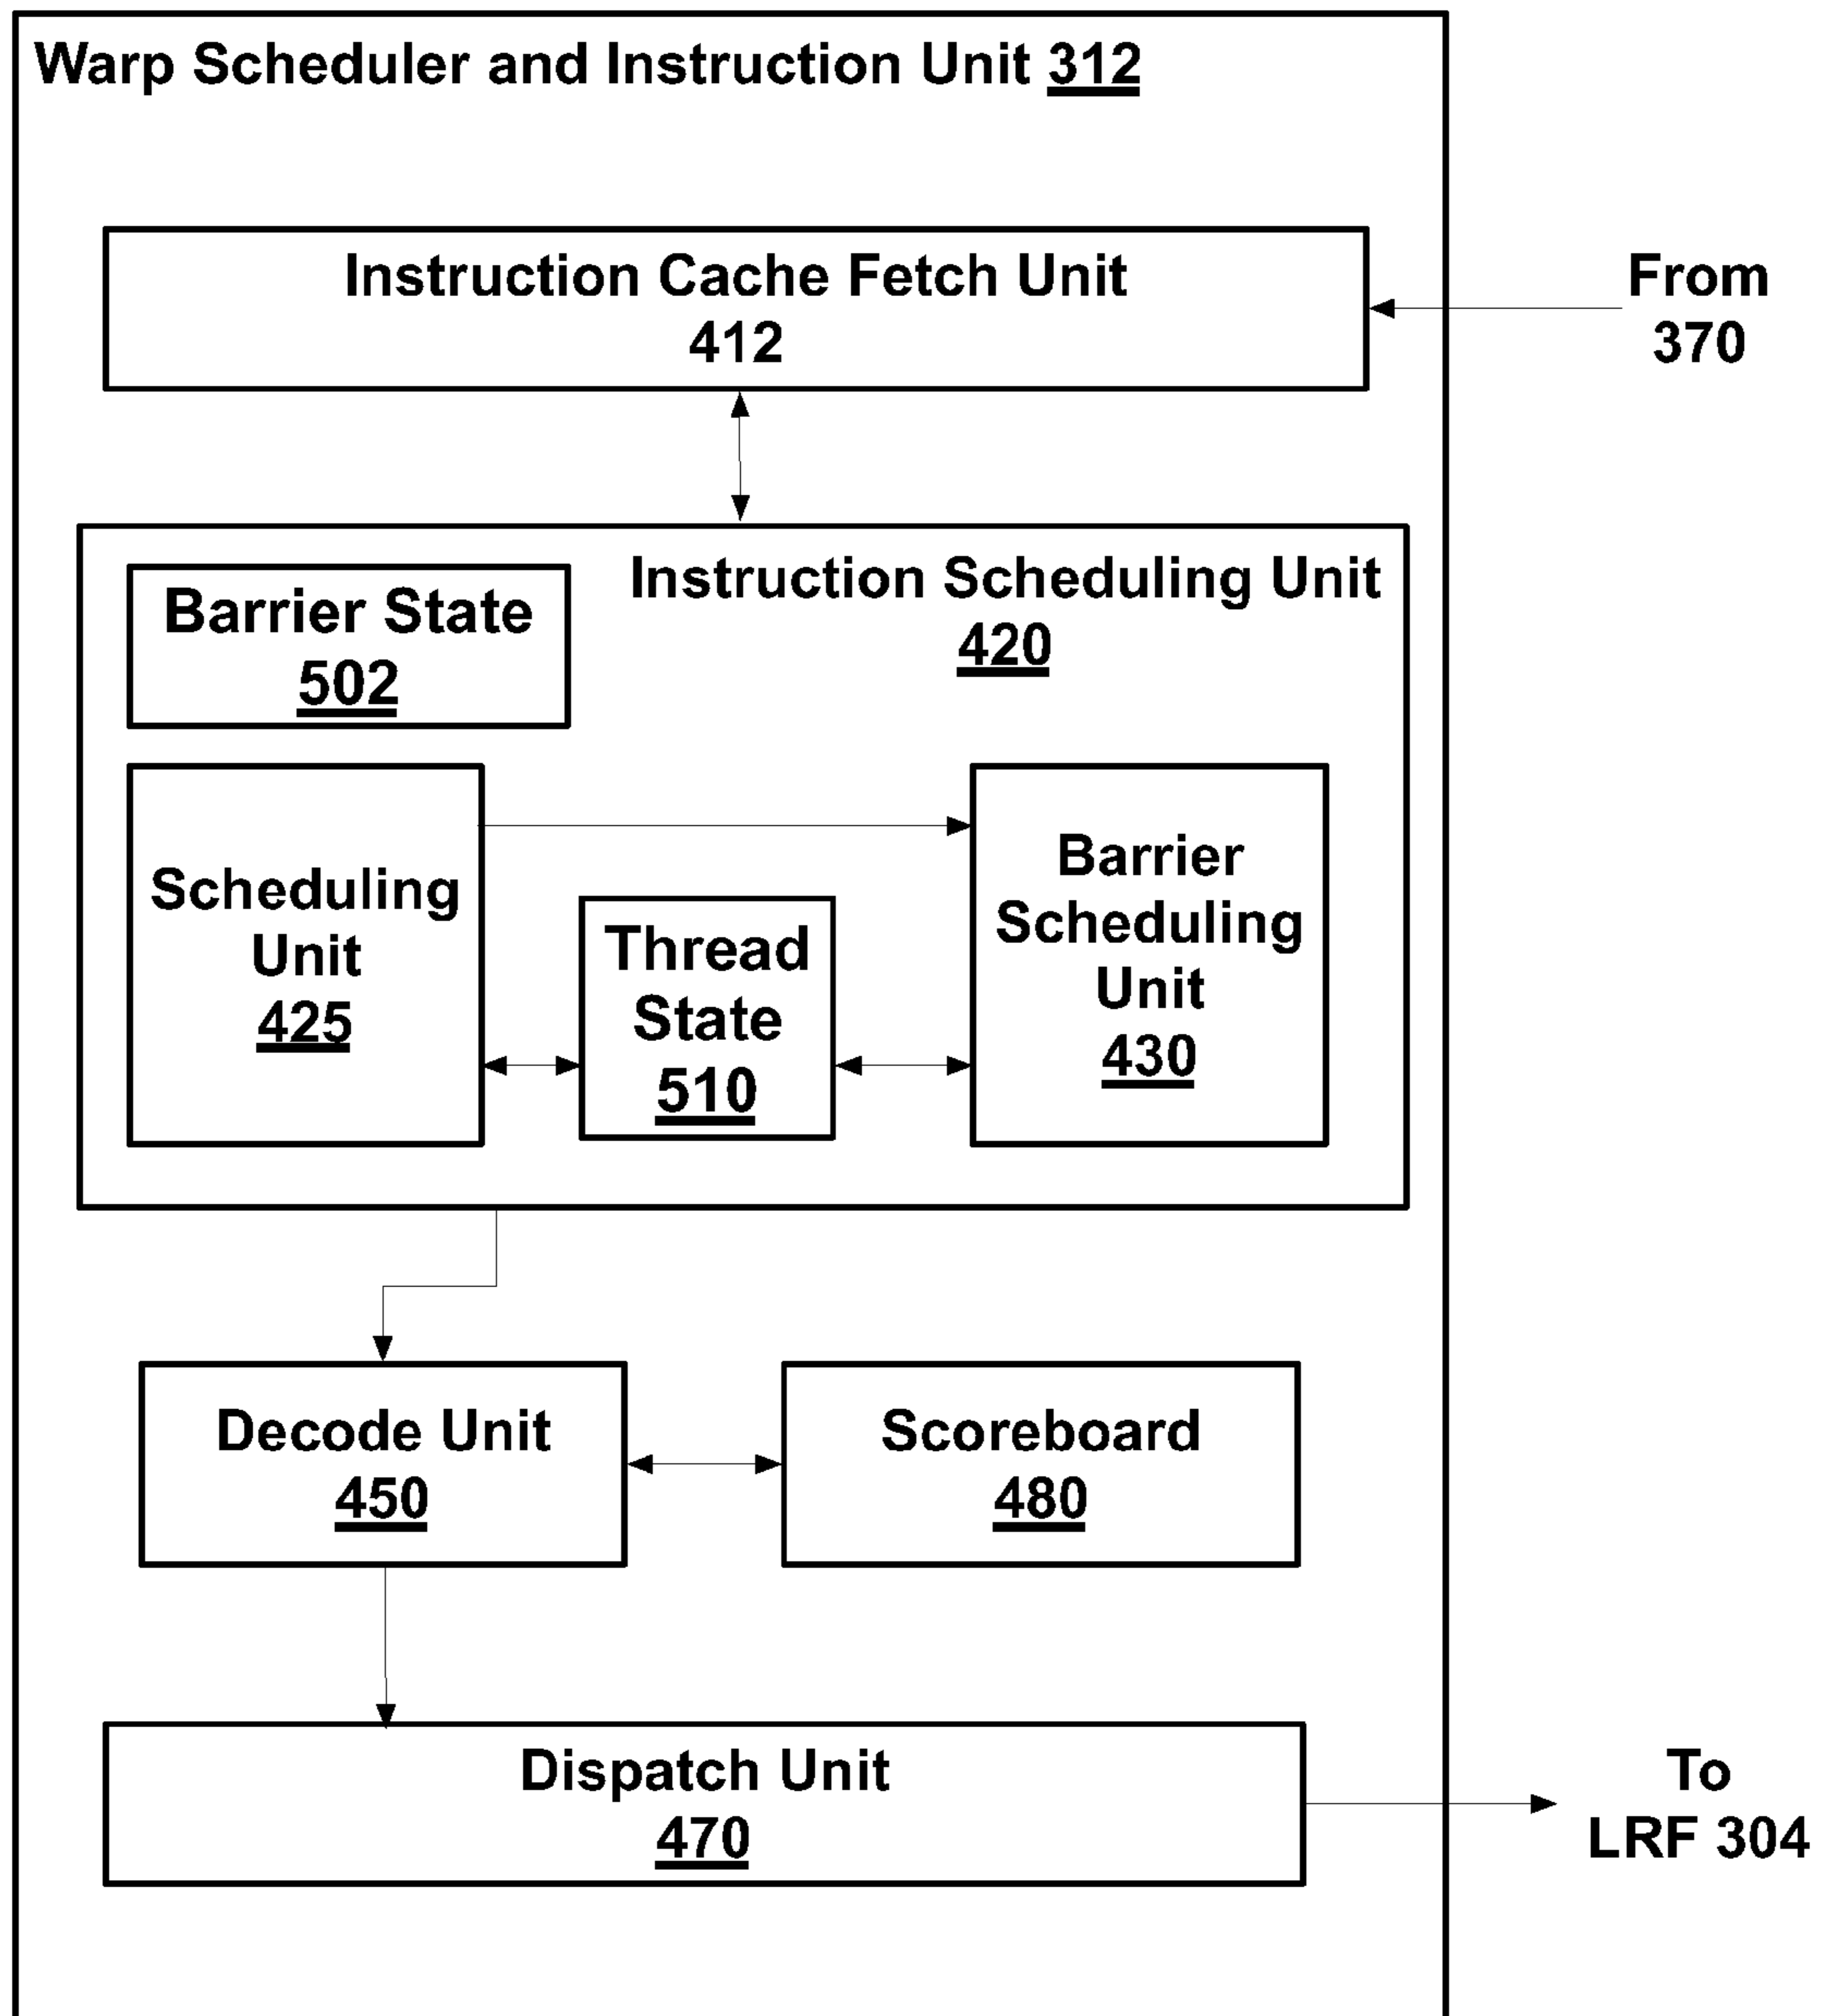 Warp Scheduler and Instruction Unit 312
Instruction Cache Fetch Unit
412
From
370
Instruction Scheduling Unit
420
Barrier State
502
Scheduling
Unit
425
Thread
State
510
Barrier
Scheduling
Unit
430
Decode Unit
450
Scoreboard
480
Dispatch Unit
470
To
LRF 304